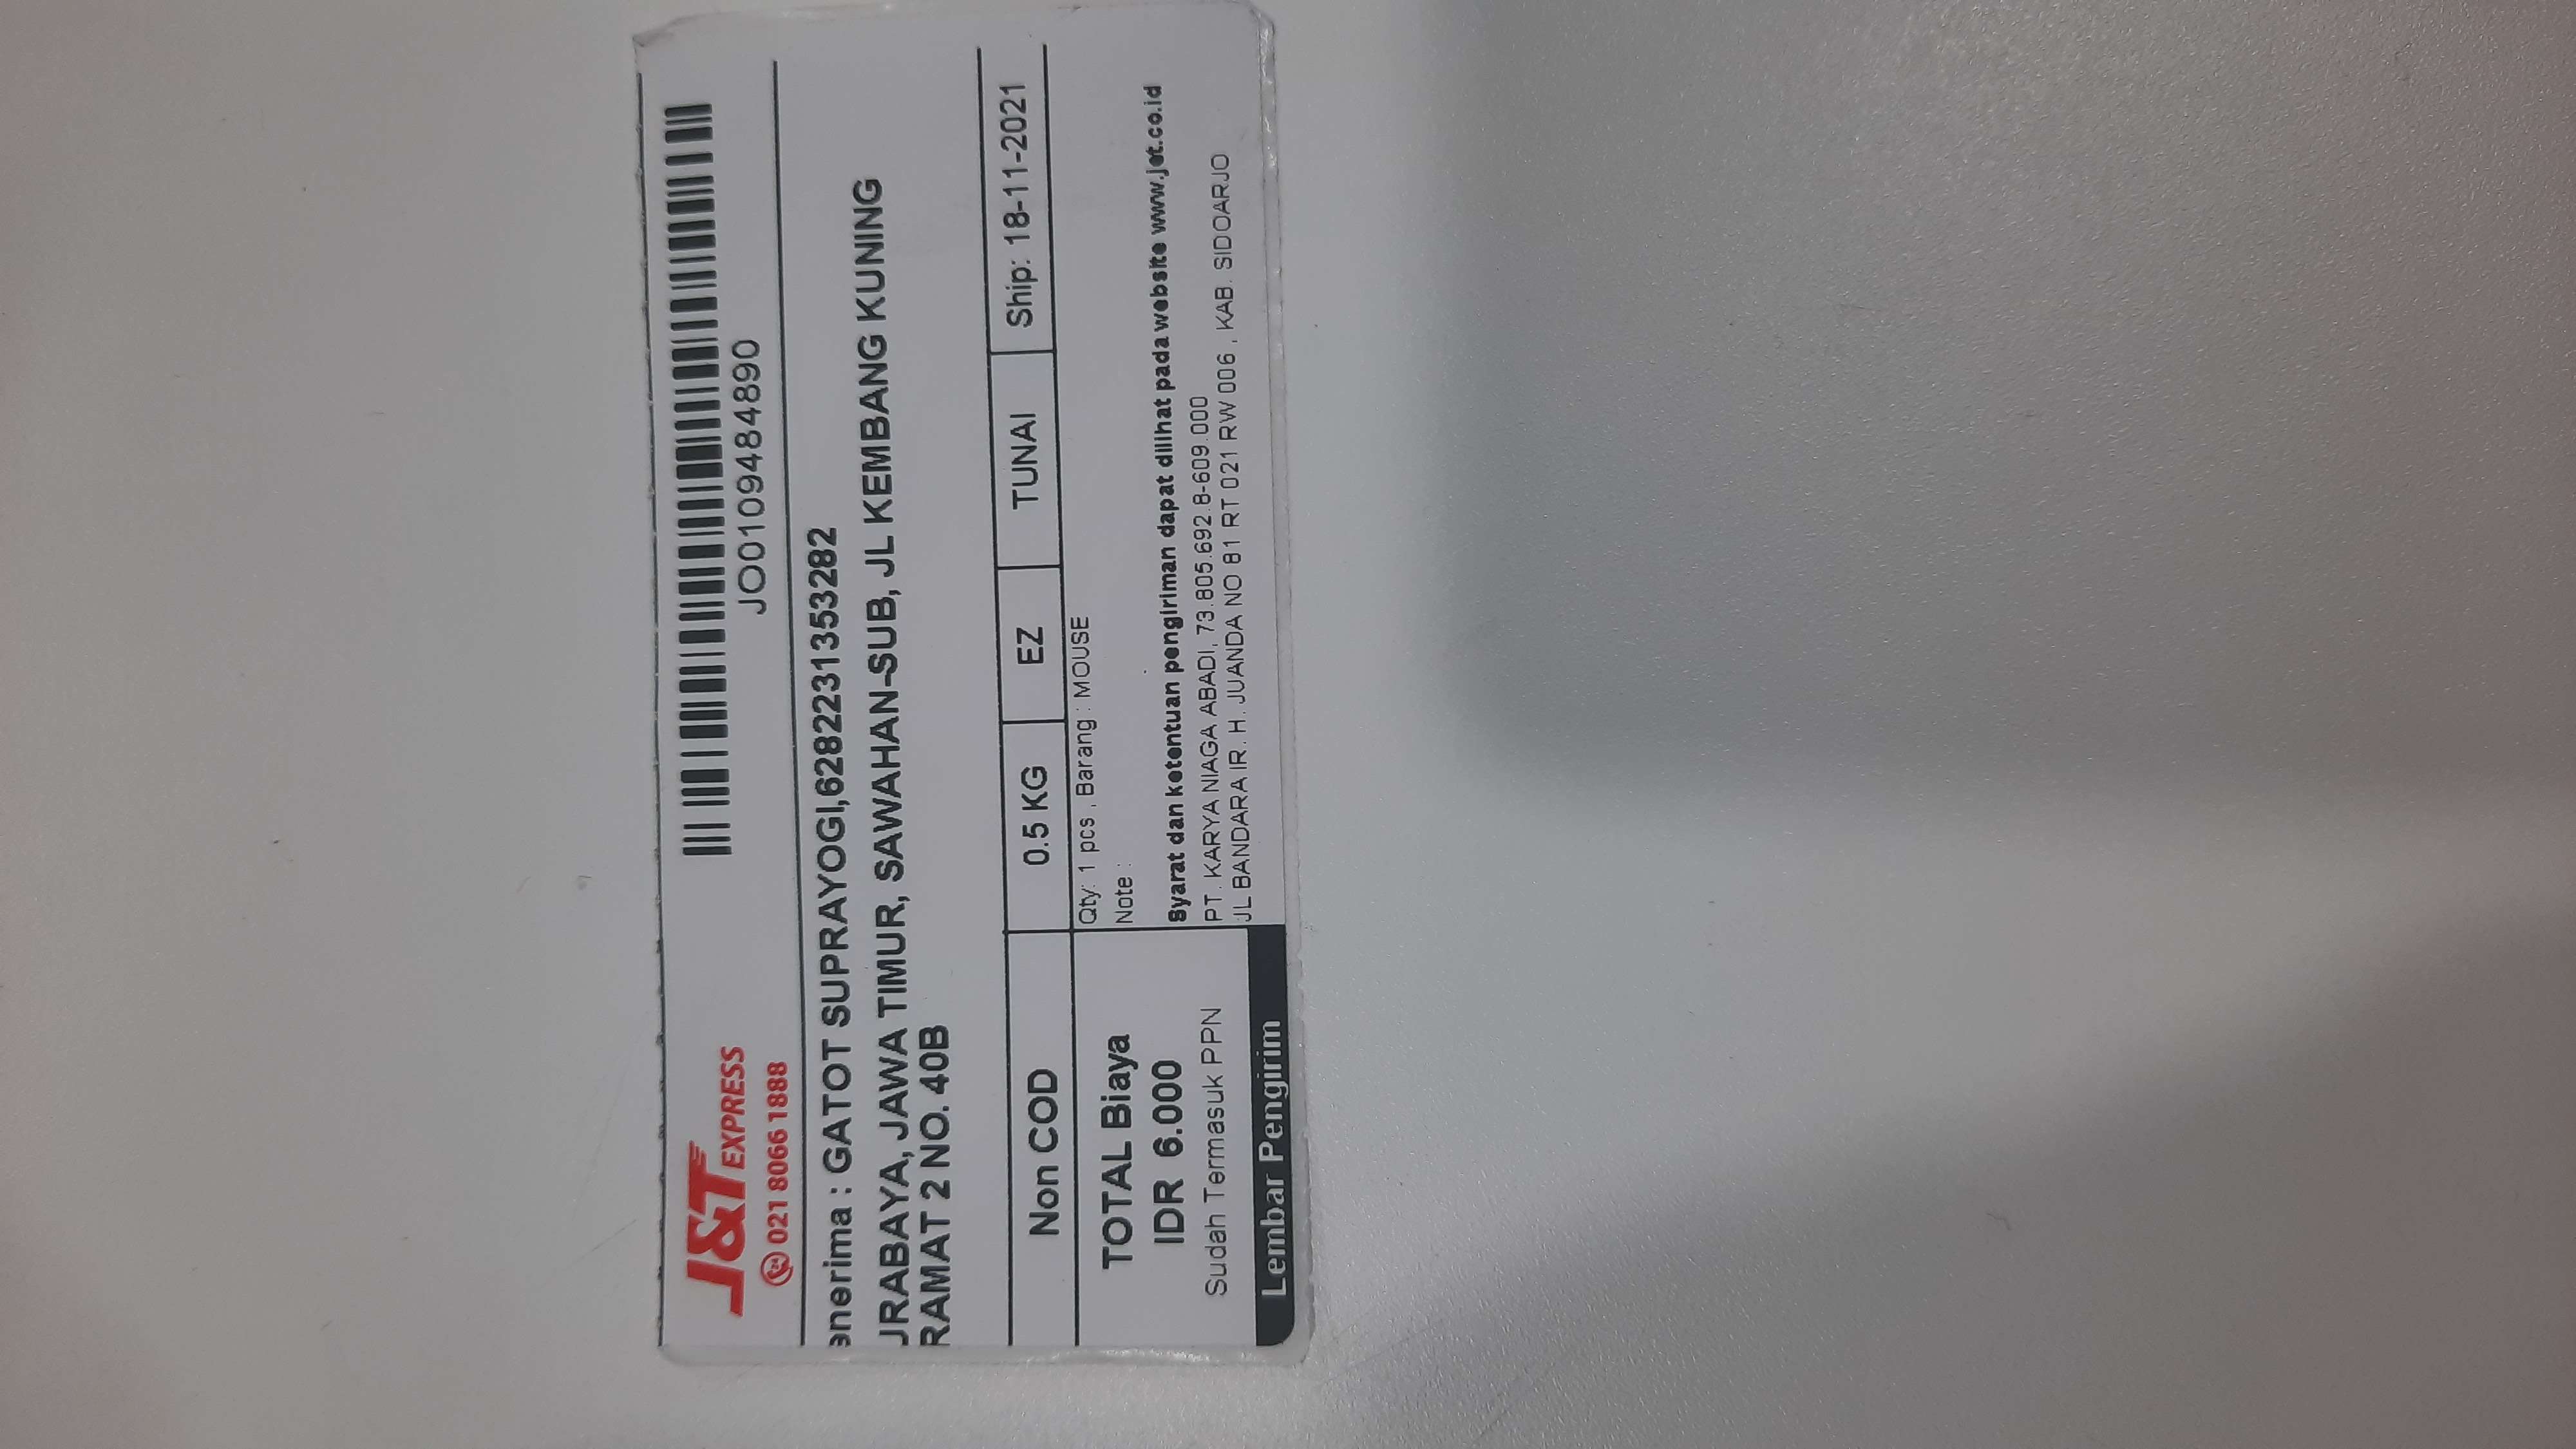 J&T EXPRESS
021 8066 1888
JO0109484890
enerima : GATOT SUPRAYOGI,6282231353282
URABAYA, JAWA TIMUR, SAWAHAN-SUB, JL KEMBANG KUNING
RAMAT 2 NO. 40B
Non COD
0.5 KG
EZ
TUNAI
Ship: 18-11-2021
TOTAL Biaya
IDR 6.000
Sudah Termasuk PPN
Lembar Pengirim
Qty: 1 pcs , Barang : MOUSE
Note :
Syarat dan ketentuan pengiriman dapat dilihat pada website www.jet.co.id
PT. KARYA NIAGA ABADI, 73.805.692.8-609.000
JL BANDARA IR. H. JUANDA NO 81 RT 021 RW 006 , KAB. SIDOARJO